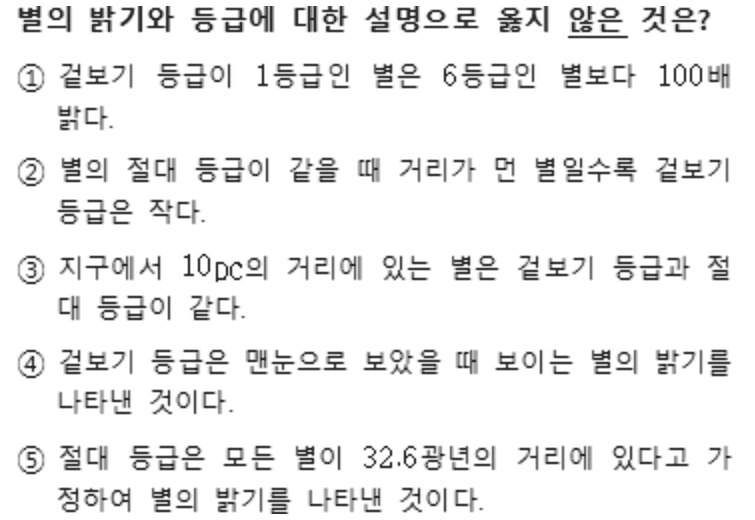 별의 밝기와 등급에 대한 설명으로 옳지 않은 것은?
① 겉보기 등급이 1등급인 별은 6등급인 별보다 100배
밝다.
② 별의 절대 등급이 같을 때 거리가 먼 별일수록 겉보기
등급은 작다.
③ 지구에서 10pc의 거리에 있는 별은 겉보기 등급과 절
대 등급이 같다.
④ 겉보기 등급은 맨눈으로 보았을 때 보이는 별의 밝기를
나타낸 것이다.
⑤ 절대 등급은 모든 별이 32.6광년의 거리에 있다고 가
정하여 별의 밝기를 나타낸 것이다.